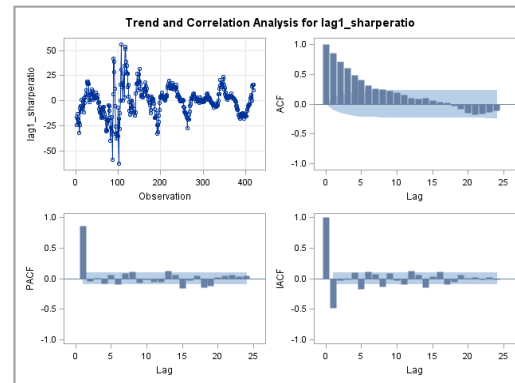 Trend and Correlation Analysis for lag1_sharperatio
lag1_sharperatio
50
25
0
-25
-50
0 100 200 300 400
Observation
ACF
1.0
0.5
0.0
-0.5
-1.0
0 5 10 15 20 25
Lag
PACF
1.0
0.5
0.0
-0.5
-1.0
0 5 10 15 20 25
Lag
IACF
1.0
0.5
0.0
-0.5
-1.0
0 5 10 15 20 25
Lag